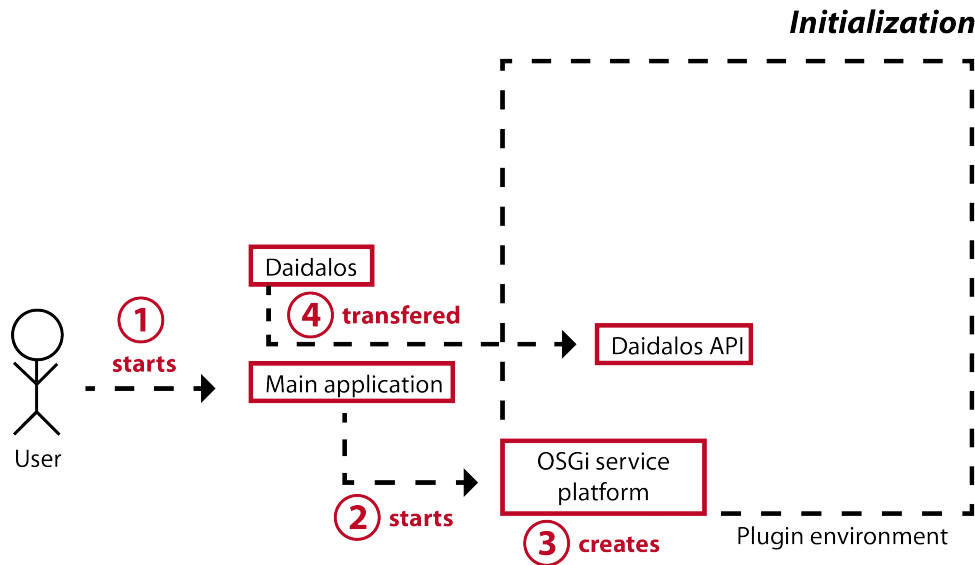 Initialization
Daidalos
4 transfered
1
starts
Daidalos API
Main application
User
OSGi service
platform
2 starts
3 creates
Plugin environment